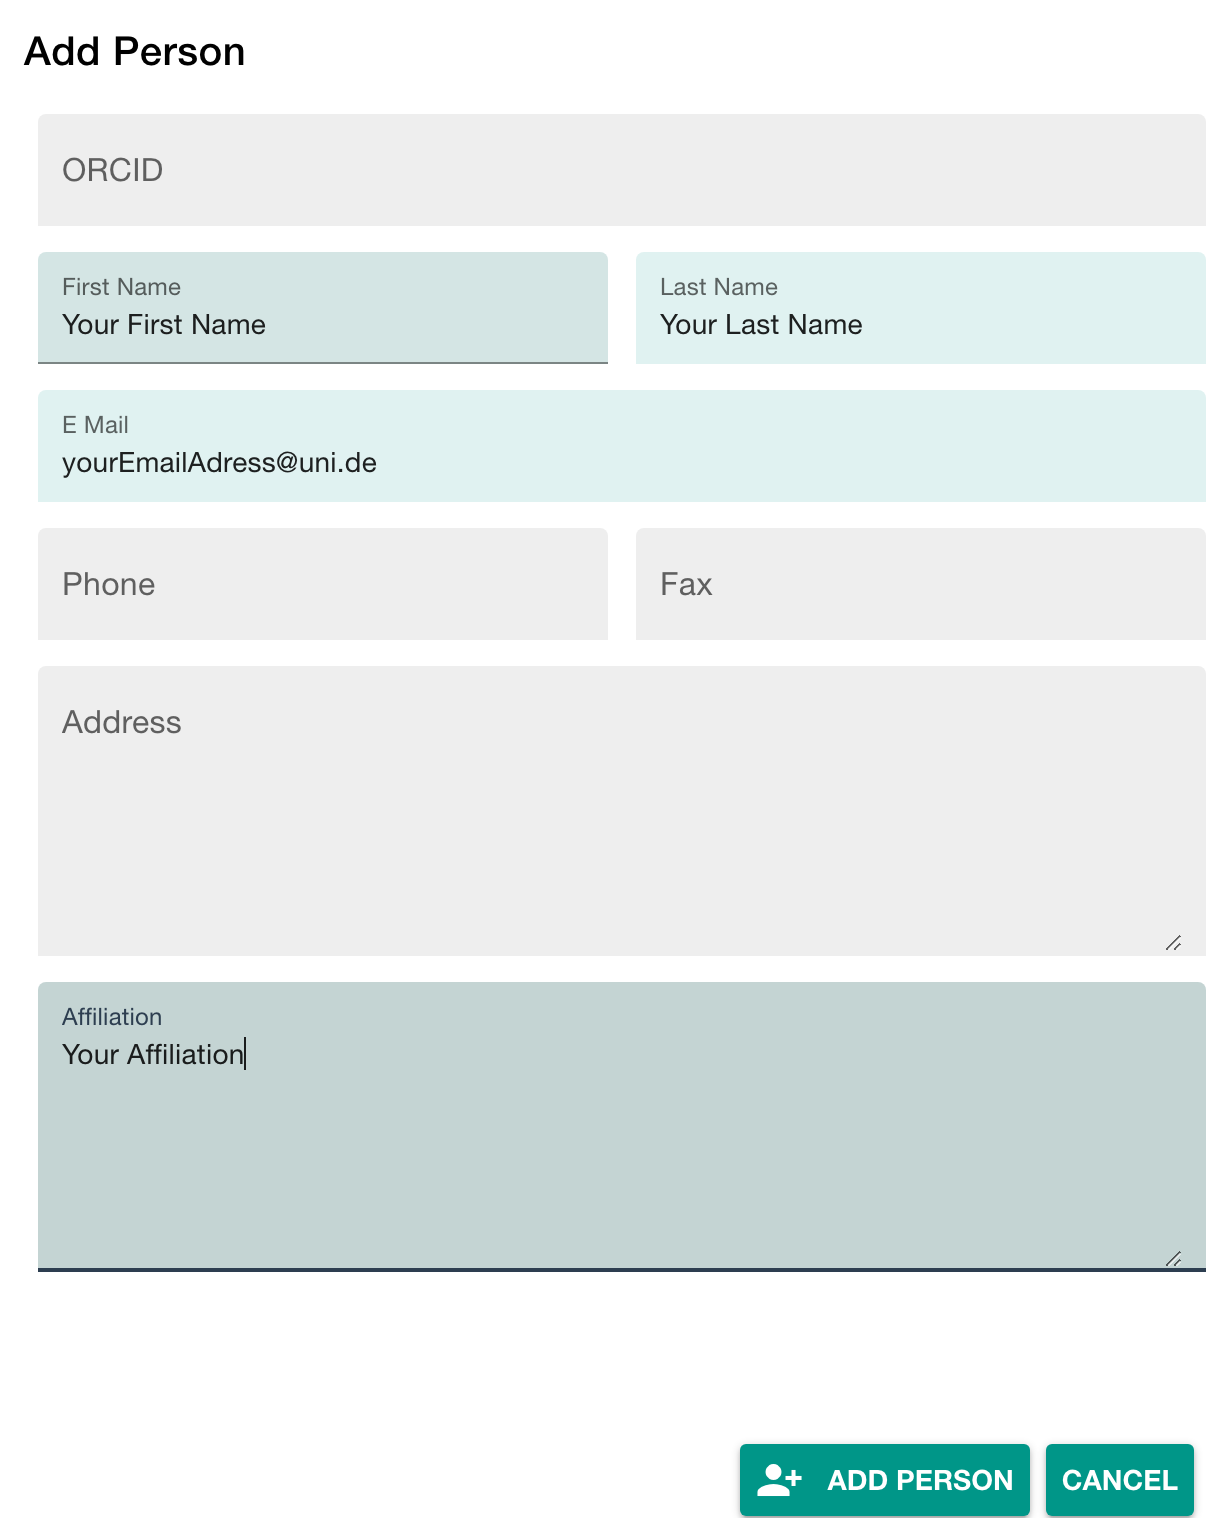 Add Person
ORCID
First Name
Your First Name
Last Name
Your Last Name
E Mail
yourEmailAdress@uni.de
Phone
Fax
Address
Affiliation
Your Affiliation
ADD PERSON
CANCEL